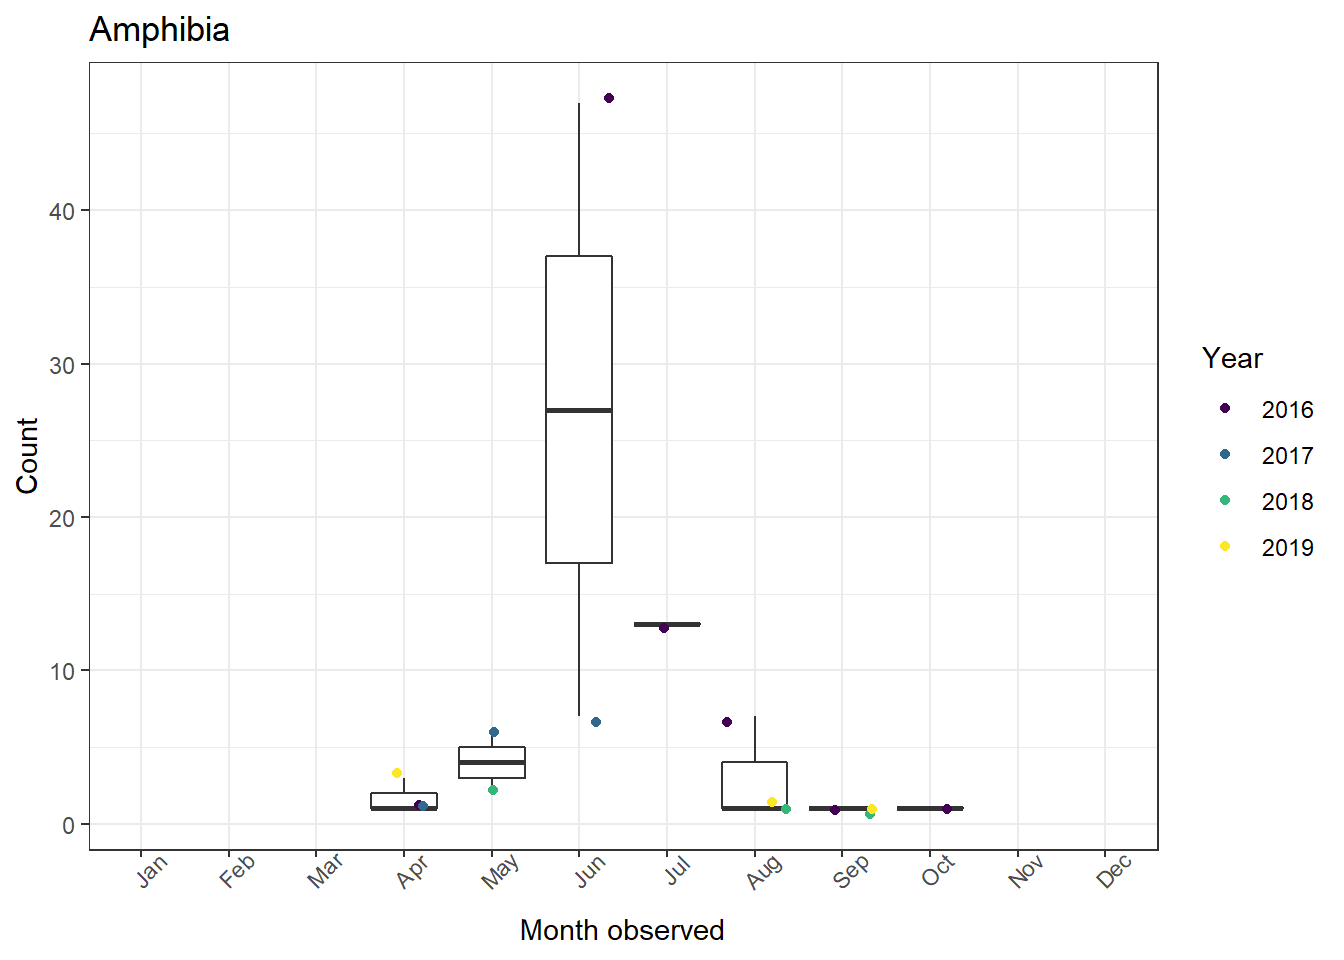 Amphibia
Count
40
30
20
10
0
Jan
Feb
Mar
Apr
May
Jun
Jul
Aug
Sep
Oct
Nov
Dec
Month observed
Year
2016
2017
2018
2019